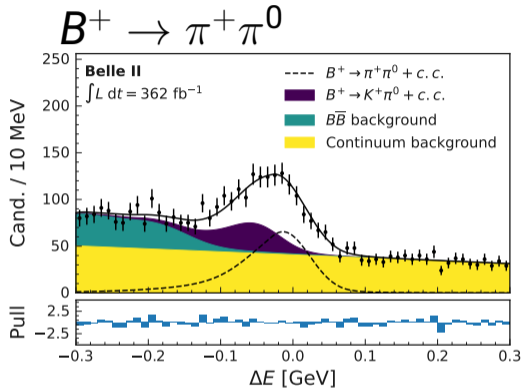 B⁺ → π⁺π⁰
Belle II
∫L dt = 362 fb⁻¹
B⁺ → π⁺π⁰ + c. c.
B⁺ → K⁺π⁰ + c. c.
BB̅ background
Continuum background
Cand. / 10 MeV
250
200
150
100
50
0
Pull
2.5
−2.5
−0.3 −0.2 −0.1 0.0 0.1 0.2 0.3
ΔE [GeV]